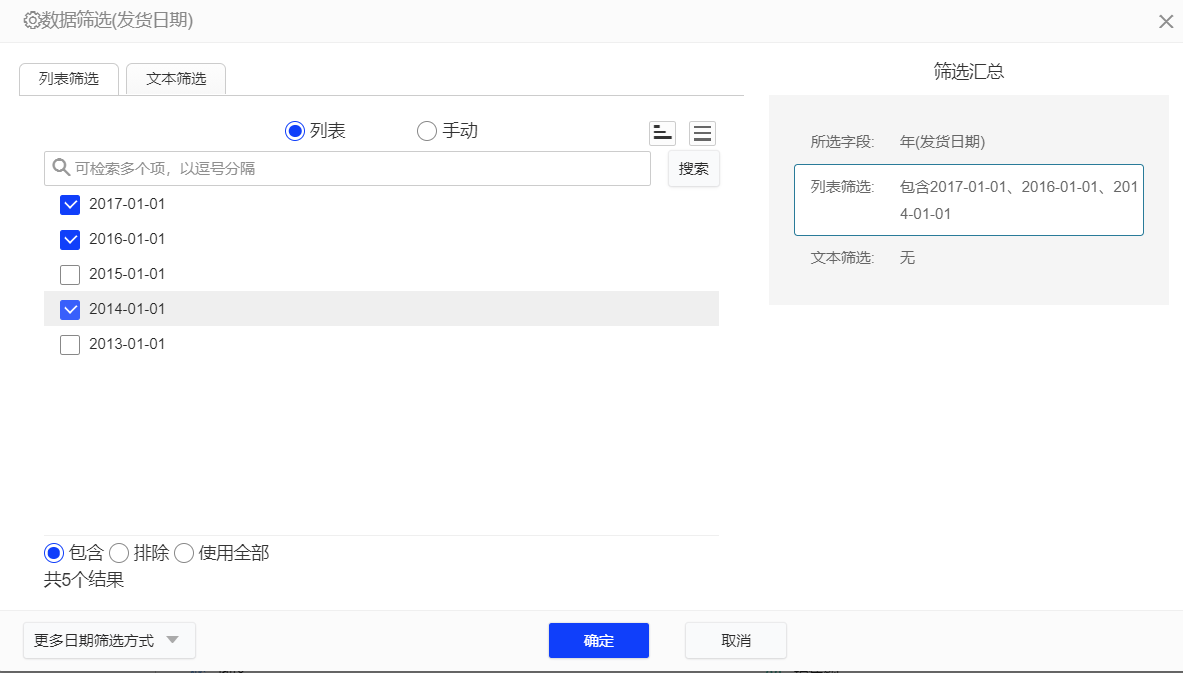 数据筛选(发货日期)
列表筛选
文本筛选
筛选汇总
列表
手动
可检索多个项，以逗号分隔
搜索
2017-01-01
2016-01-01
2015-01-01
2014-01-01
2013-01-01
所选字段:
年(发货日期)
列表筛选:
包含2017-01-01、2016-01-01、201
4-01-01
文本筛选:
无
包含
排除
使用全部
共5个结果
更多日期筛选方式
确定
取消